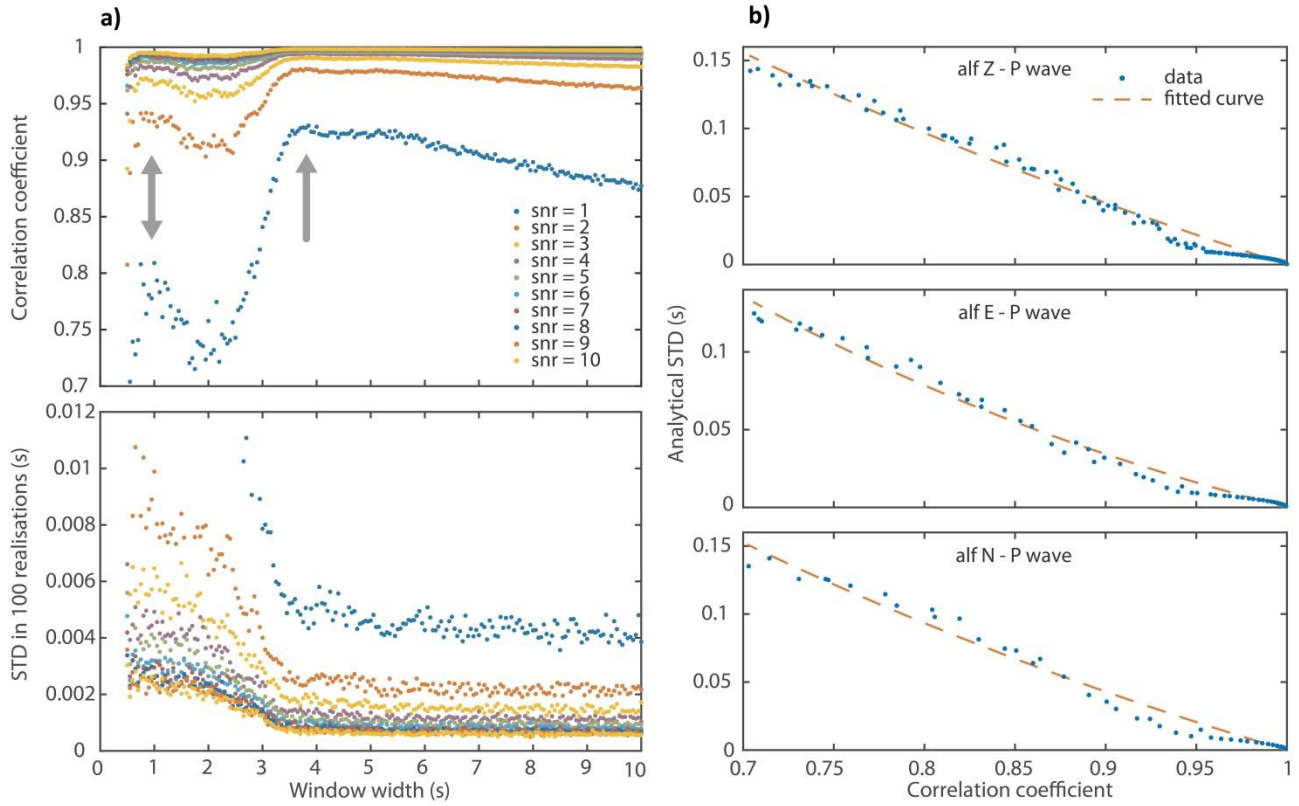 a)
1
0.95
0.9
0.85
0.8
0.75
0.7
Correlation coefficient
snr = 1
snr = 2
snr = 3
snr = 4
snr = 5
snr = 6
snr = 7
snr = 8
snr = 9
snr = 10
0.012
0.01
0.008
0.006
0.004
0.002
0
STD in 100 realisations (s)
0 1 2 3 4 5 6 7 8 9 10
Window width (s)
b)
alf Z - P wave
data
fitted curve
0.15
0.1
0.05
0
alf E - P wave
0.1
0.05
0
Analytical STD (s)
alf N - P wave
0.15
0.1
0.05
0
0.7 0.75 0.8 0.85 0.9 0.95 1
Correlation coefficient